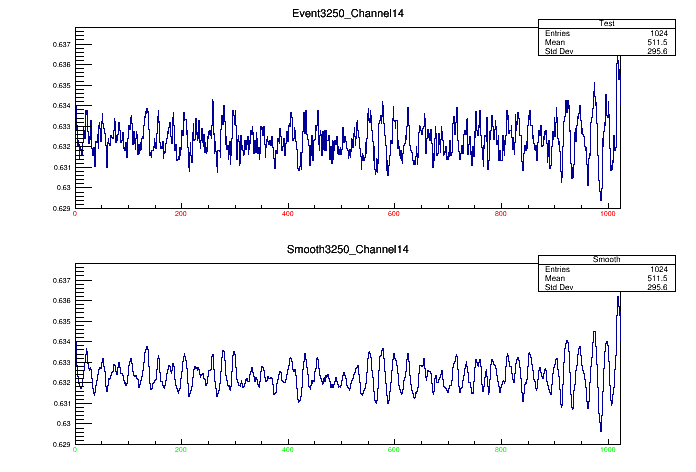 Event3250_Channel14
Test
Entries 1024
Mean 511.5
Std Dev 295.6
0.637
0.636
0.635
0.634
0.633
0.632
0.631
0.63
0.629
0 200 400 600 800 1000
Smooth3250_Channel14
Smooth
Entries 1024
Mean 511.5
Std Dev 295.6
0.637
0.636
0.635
0.634
0.633
0.632
0.631
0.63
0.629
0 200 400 600 800 1000